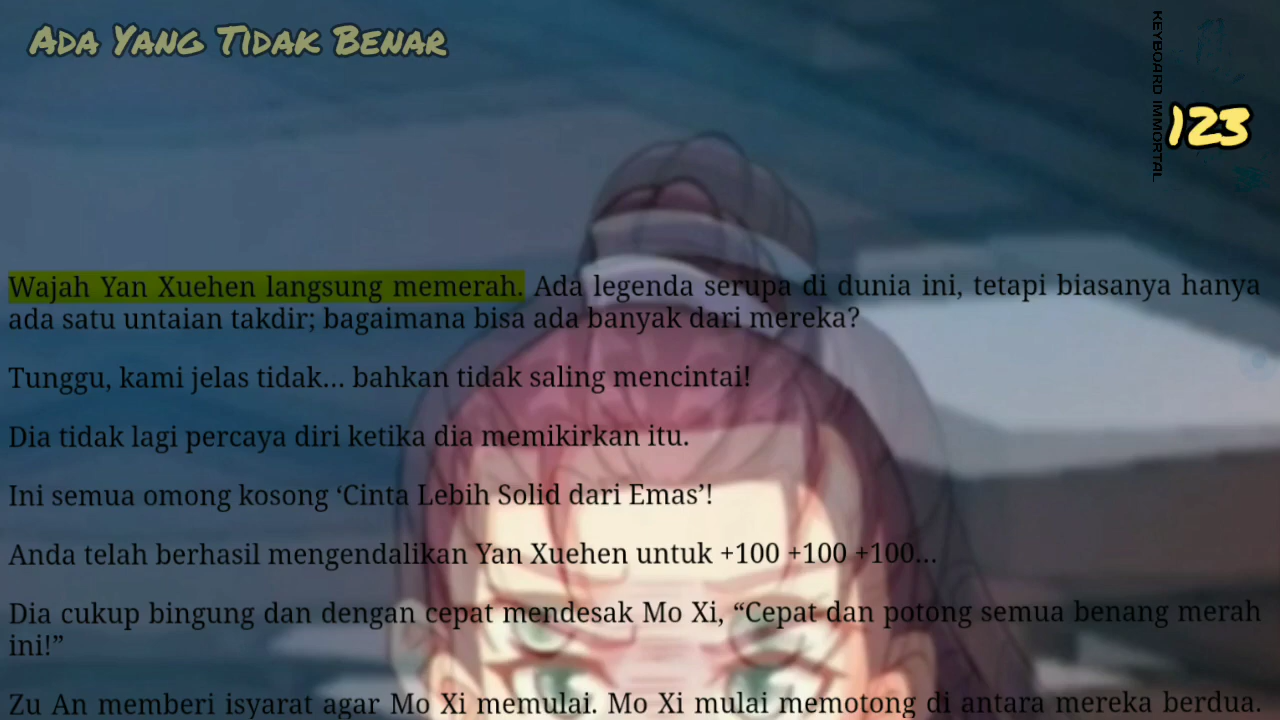 Ada Yang Tidak Benar
KEYBOARD IMMORTAL
123
Wajah Yan Xuehen langsung memerah. Ada legenda serupa di dunia ini, tetapi biasanya hanya
ada satu untaian takdir; bagaimana bisa ada banyak dari mereka?
Tunggu, kami jelas tidak… bahkan tidak saling mencintai!
Dia tidak lagi percaya diri ketika dia memikirkan itu.
Ini semua omong kosong ‘Cinta Lebih Solid dari Emas’!
Anda telah berhasil mengendalikan Yan Xuehen untuk +100 +100 +100…
Dia cukup bingung dan dengan cepat mendesak Mo Xi, “Cepat dan potong semua benang merah
ini!”
Zu An memberi isyarat agar Mo Xi memulai. Mo Xi mulai memotong di antara mereka berdua.